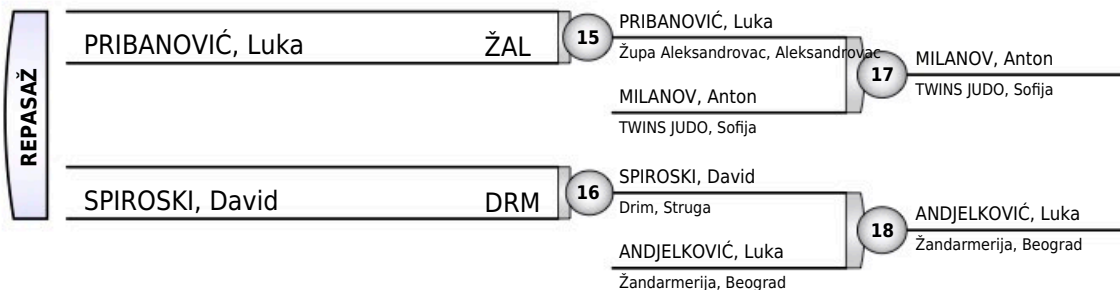 REPASAŽ
PRIBANOVIĆ, Luka ŽAL
15
PRIBANOVIĆ, Luka
Župa Aleksandrovac, Aleksandrovac
MILANOV, Anton
TWINS JUDO, Sofija
17
MILANOV, Anton
TWINS JUDO, Sofija
SPIROSKI, David DRM
16
SPIROSKI, David
Drim, Struga
ANDJELKOVIĆ, Luka
Žandarmerija, Beograd
18
ANDJELKOVIĆ, Luka
Žandarmerija, Beograd